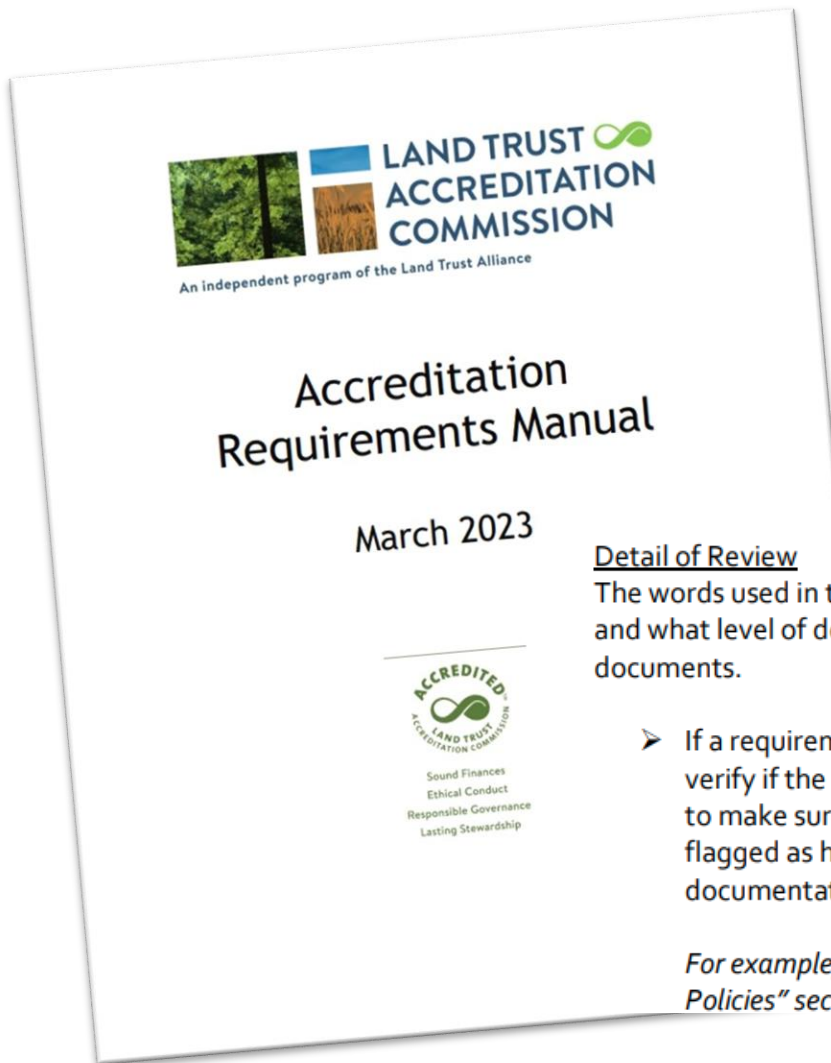 LAND TRUST
ACCREDITATION
COMMISSION
An independent program of the Land Trust Alliance
Accreditation
Requirements Manual
March 2023
ACCREDITED
LAND TRUST
ACCREDITATION COMMISSION
Sound Finances
Ethical Conduct
Responsible Governance
Lasting Stewardship
Detail of Review
The words used in t
and what level of d
documents.
➤ If a requiren
verify if the
to make sur
flagged as h
documentat
For example
Policies” sec